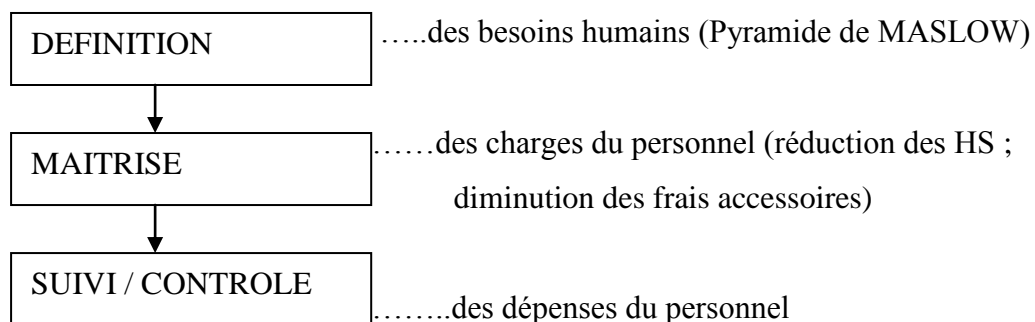 DEFINITION
…..des besoins humains (Pyramide de MASLOW)
MAITRISE
……des charges du personnel (réduction des HS ;
diminution des frais accessoires)
SUIVI / CONTROLE
……..des dépenses du personnel